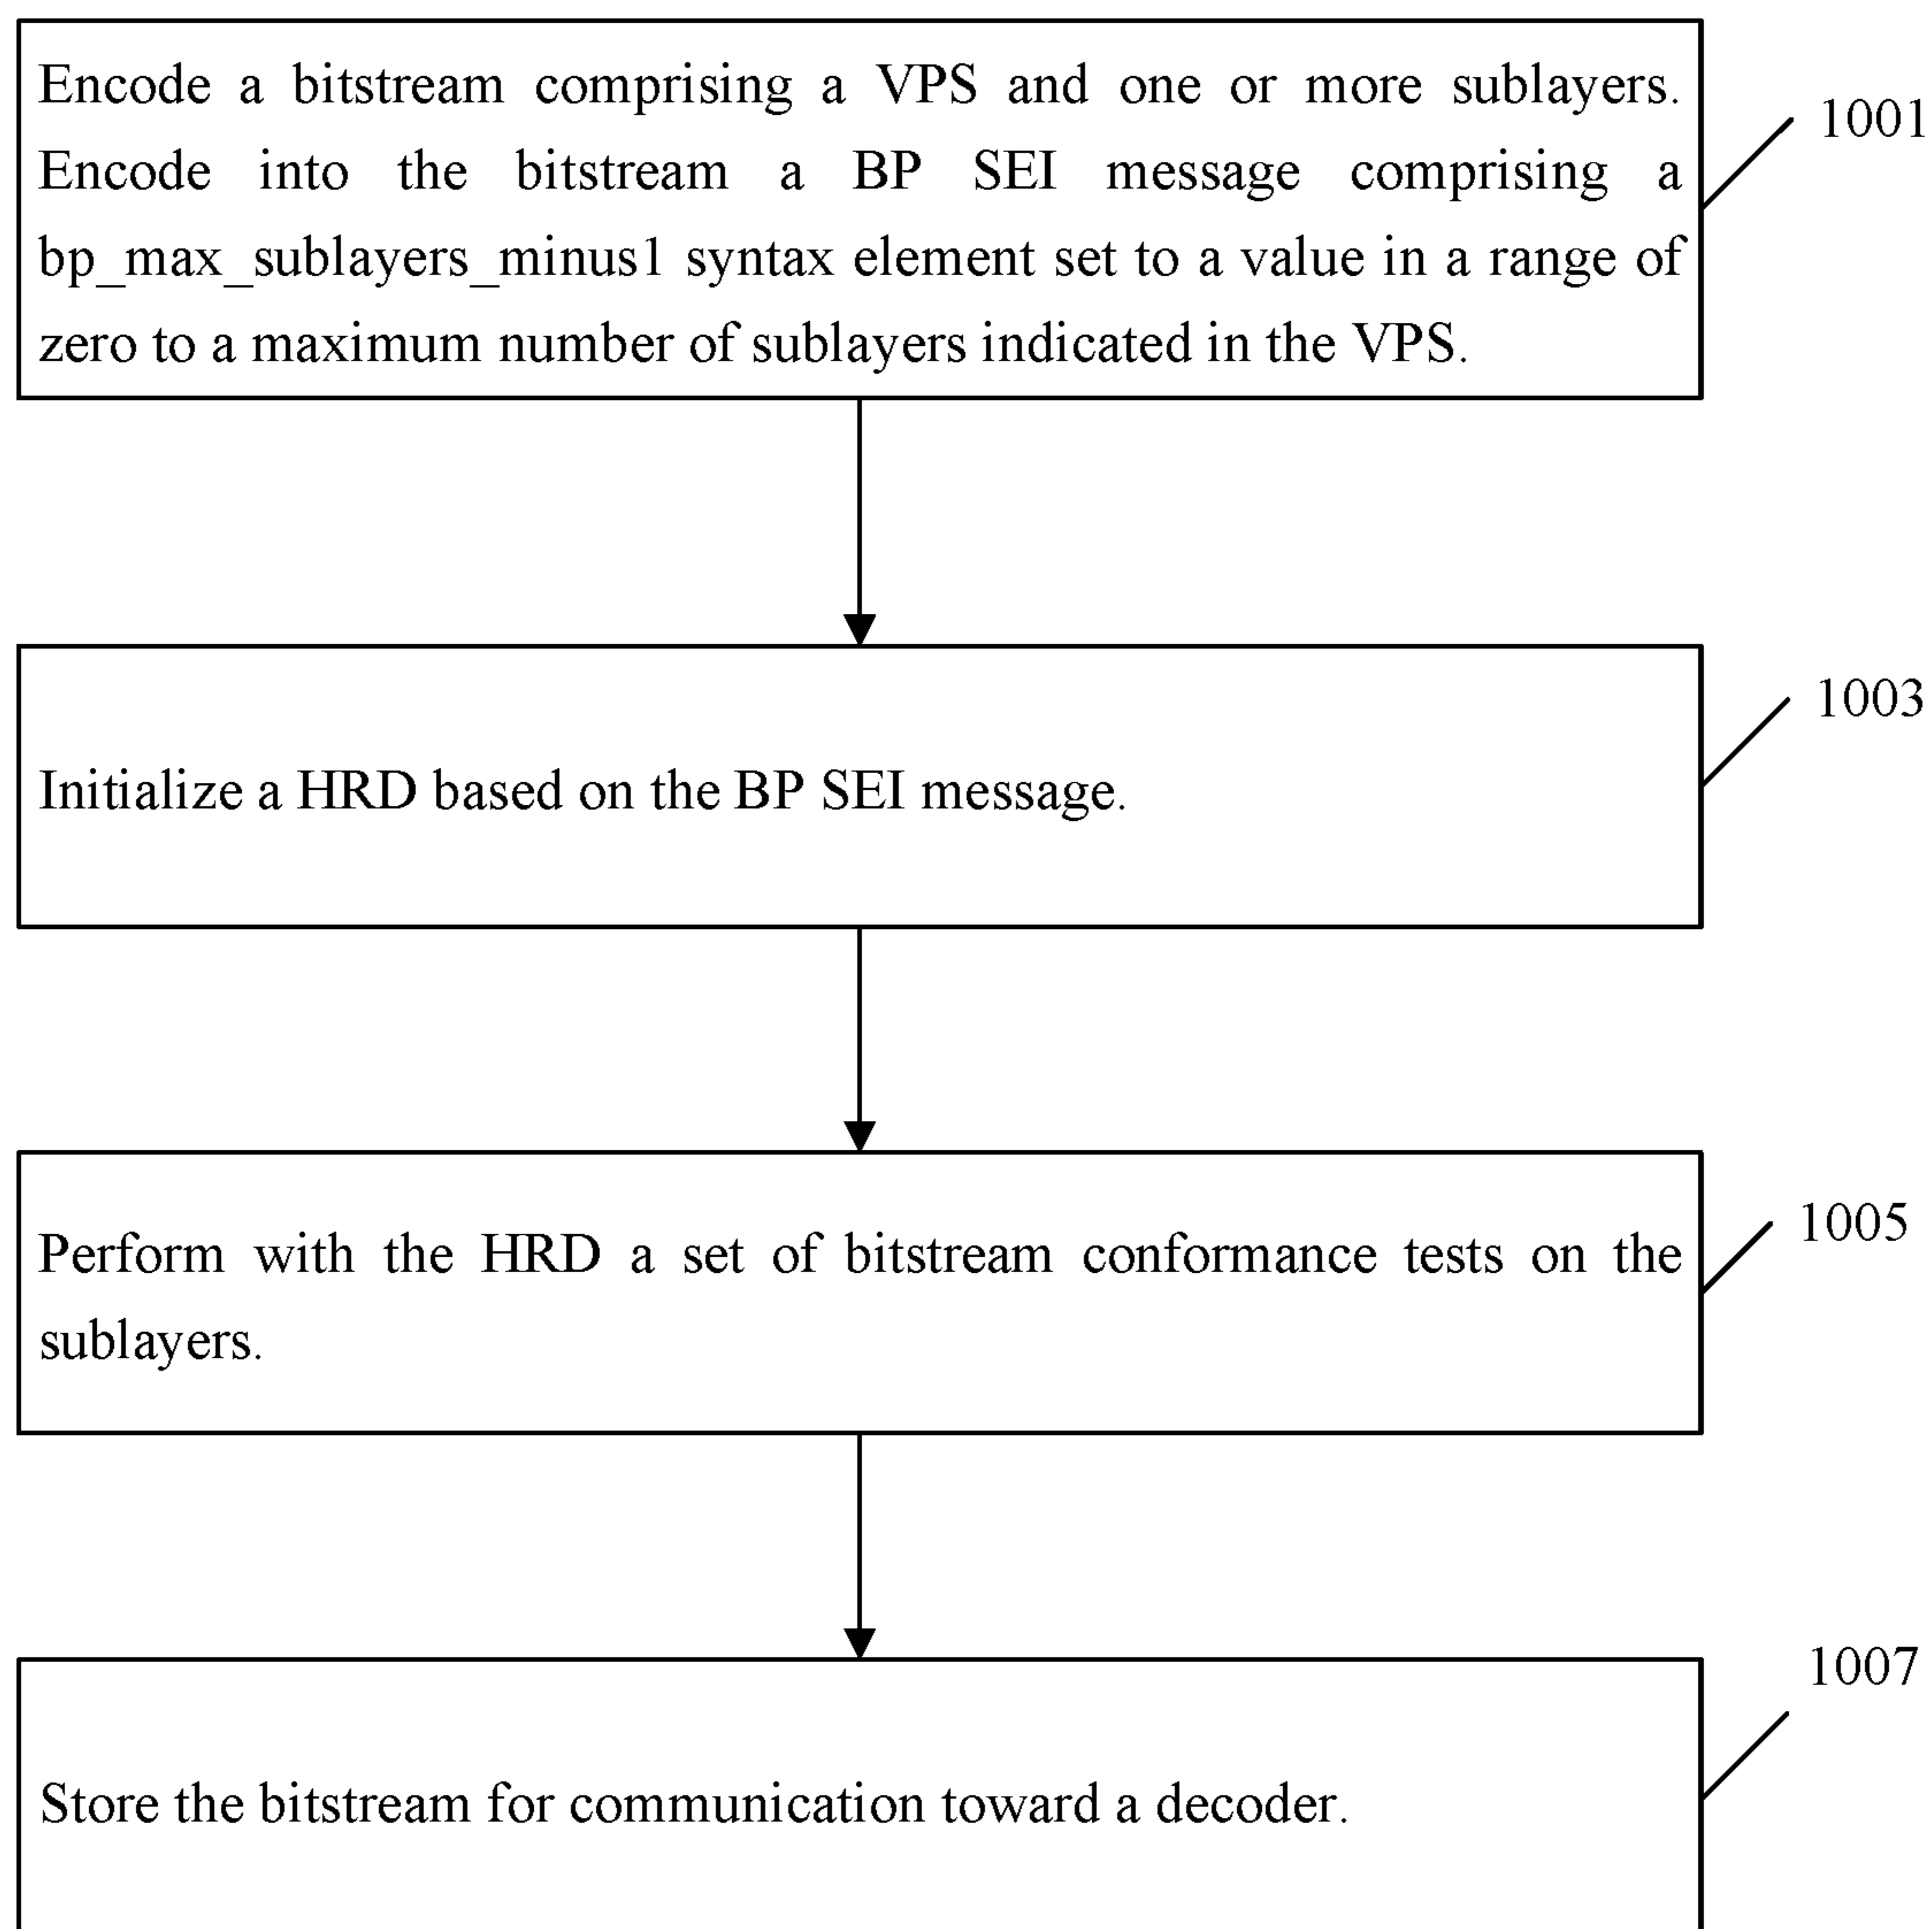 Encode a bitstream comprising a VPS and one or more sublayers.
Encode into the bitstream a BP SEI message comprising a
bp_max_sublayers_minus1 syntax element set to a value in a range of
zero to a maximum number of sublayers indicated in the VPS.
1001
Initialize a HRD based on the BP SEI message.
1003
Perform with the HRD a set of bitstream conformance tests on the
sublayers.
1005
Store the bitstream for communication toward a decoder.
1007